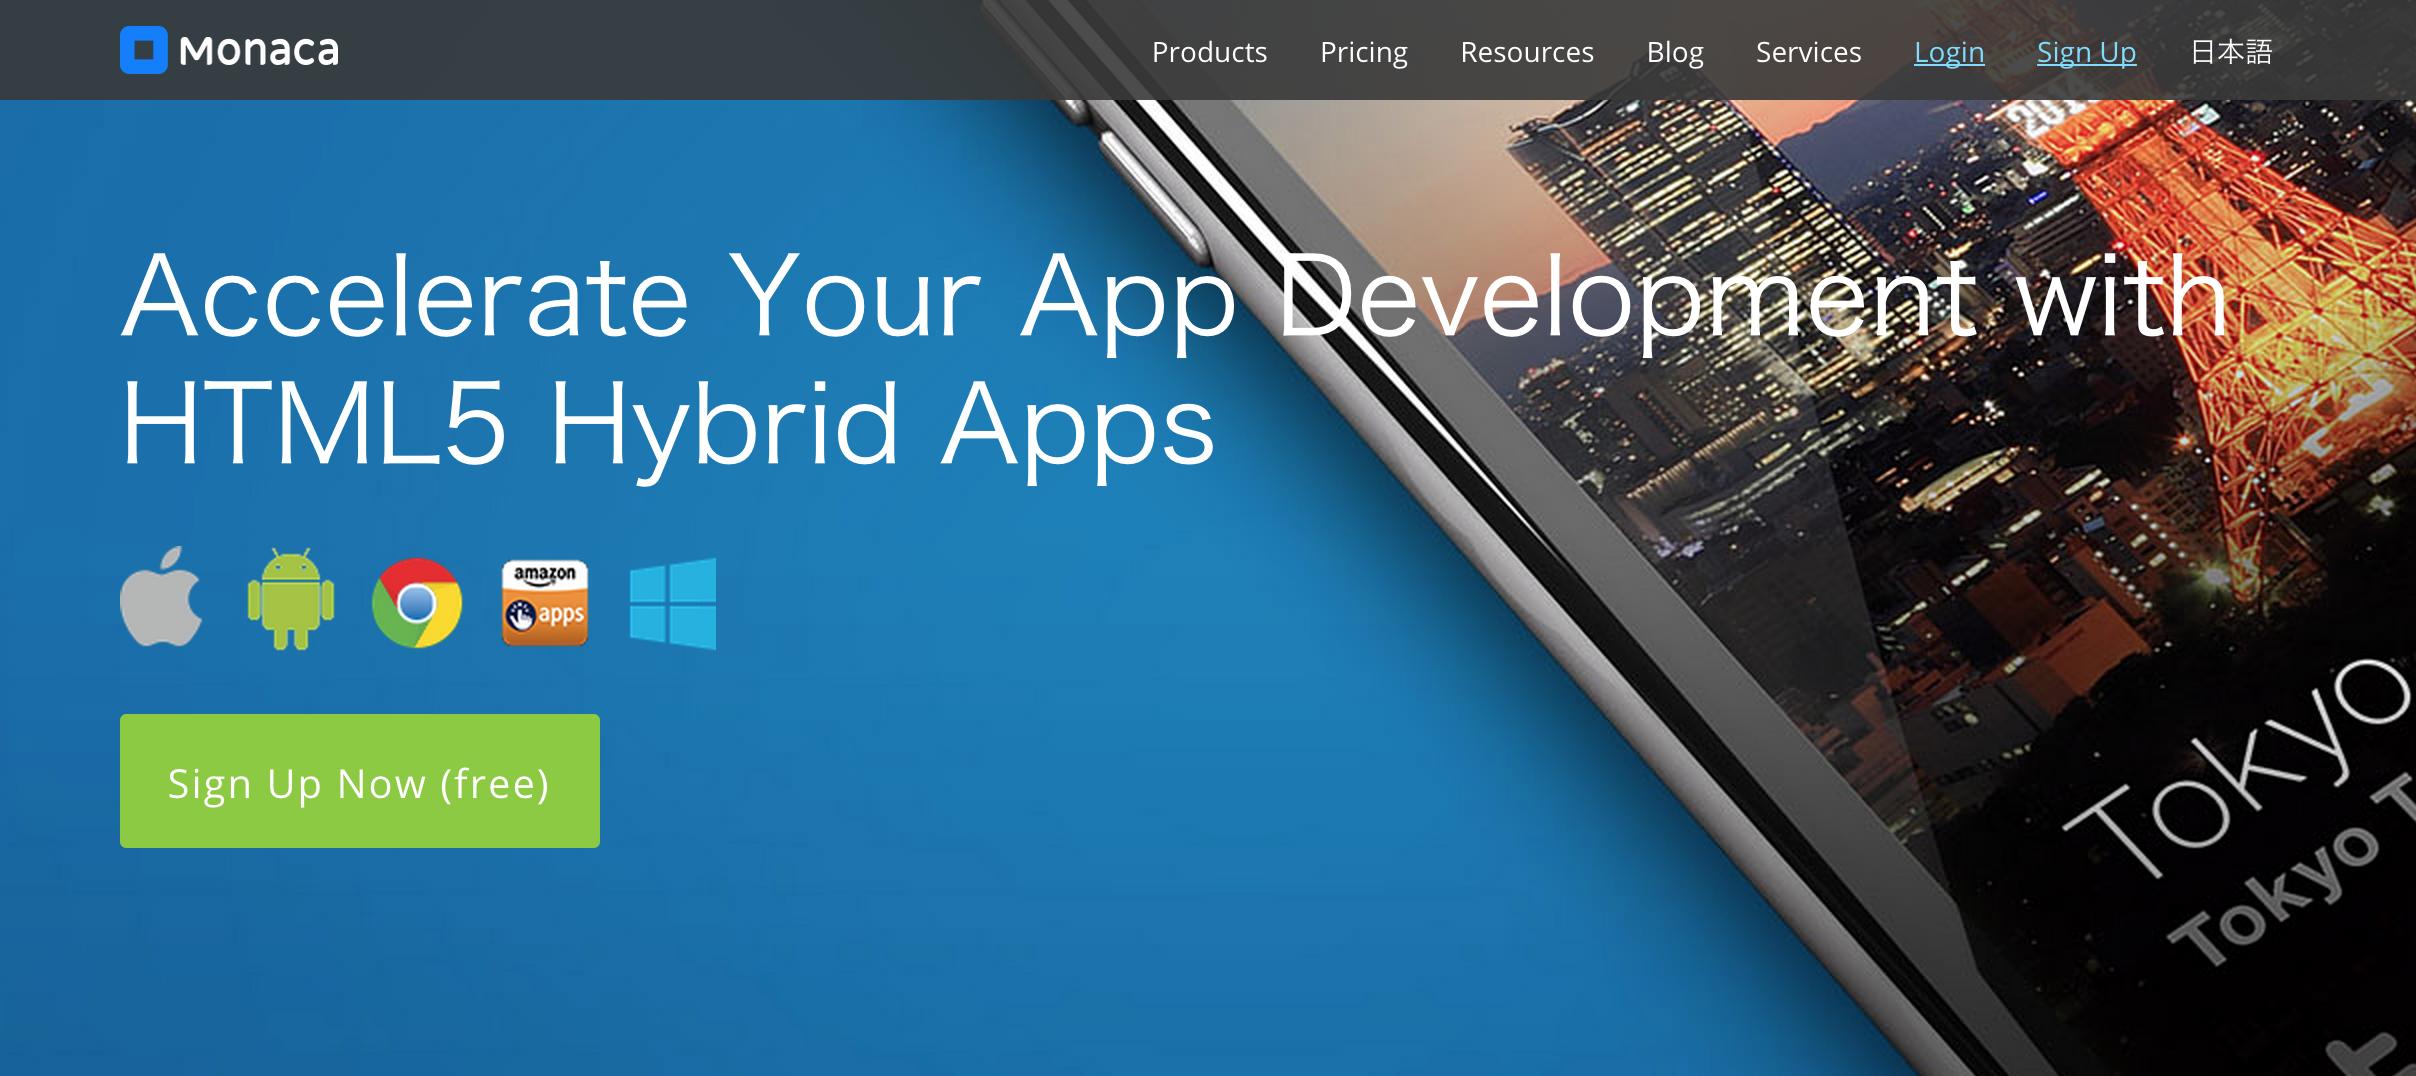 Monaca
Products Pricing Resources Blog Services Login Sign Up 日本語
Accelerate Your App Development with
HTML5 Hybrid Apps
amazon
apps
Sign Up Now (free)
Tokyo
Tokyo T